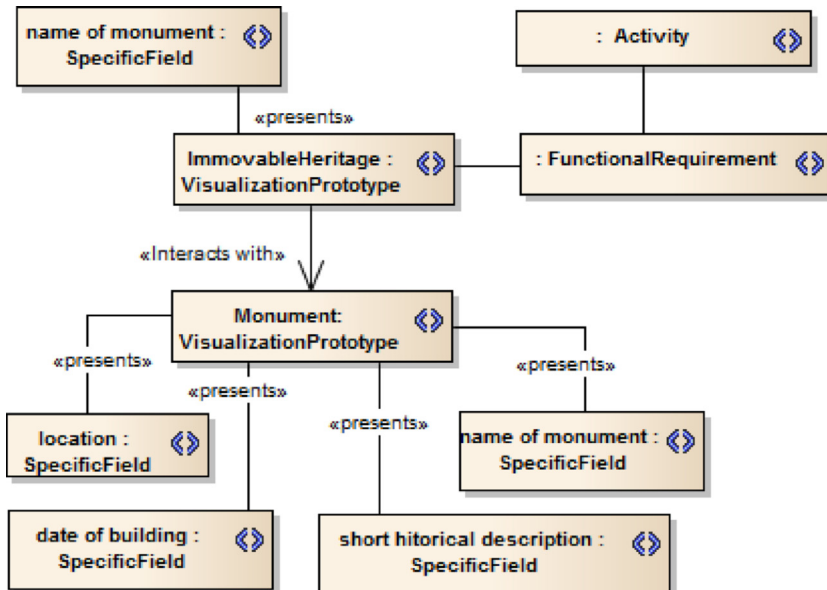 name of monument :
SpecificField
: Activity
«presents»
ImmovableHeritage :
VisualizationPrototype
: FunctionalRequirement
«Interacts with»
Monument:
VisualizationPrototype
«presents»
«presents»
«presents»
«presents»
location :
SpecificField
name of monument :
SpecificField
date of building :
SpecificField
short hitorical description :
SpecificField